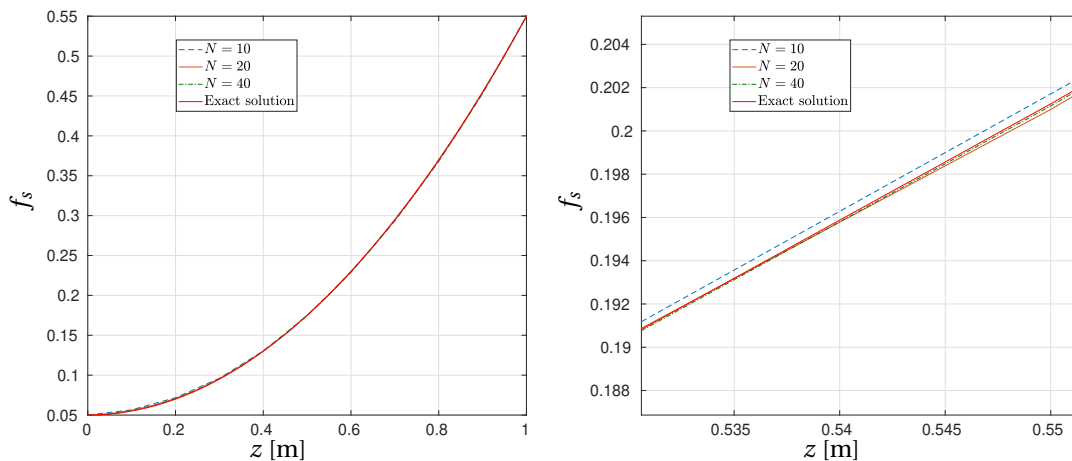 0.55
0.5
0.45
0.4
0.35
0.3
0.25
0.2
0.15
0.1
0.05
f_s
N = 10
N = 20
N = 40
Exact solution
0 0.2 0.4 0.6 0.8 1
z [m]
0.204
0.202
0.2
0.198
0.196
0.194
0.192
0.19
0.188
f_s
N = 10
N = 20
N = 40
Exact solution
0.535 0.54 0.545 0.55
z [m]